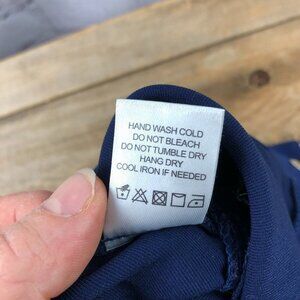 HAND WASH COLD
DO NOT BLEACH
DO NOT TUMBLE DRY
HANG DRY
COOL IRON IF NEEDED